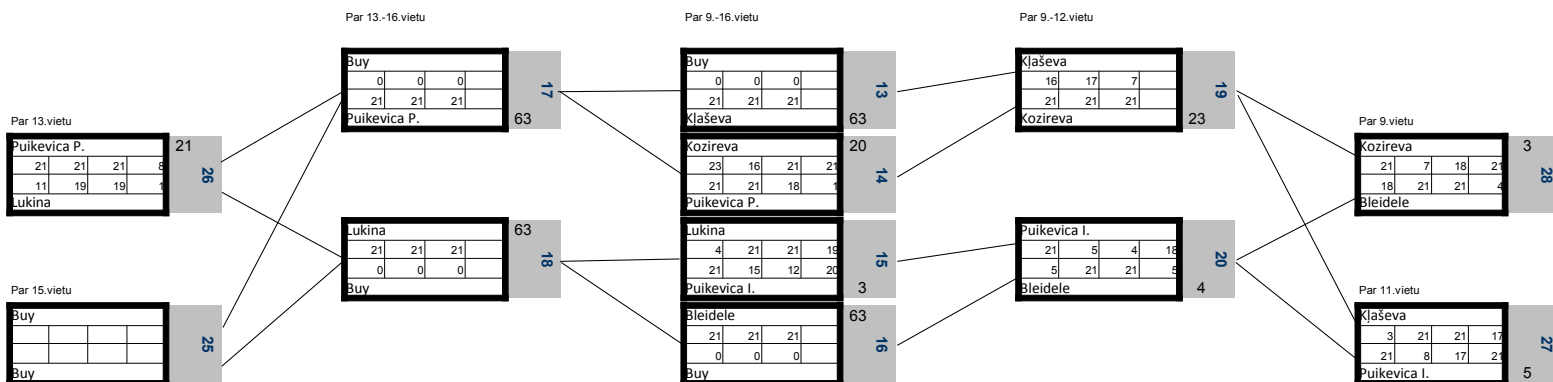 Par 13.-16.vietu Par 9.-16.vietu Par 9.-12.vietu
Buy
0 0 0
21 21 21
Puikevica P. 63
17
Buy
0 0 0
21 21 21
Kļaševa 63
13
Kļaševa
16 17 7
21 21 21
Kozireva 23
19
Par 13.vietu
Puikevica P. 21
21 21 21 8
11 19 19 1
Lukina
26
Kozireva 20
23 16 21 21
21 21 18 1
Puikevica P.
14
Par 9.vietu
Kozireva 3
21 7 18 21
18 21 21 4
Bleidele
28
Lukina 63
21 21 21
0 0 0
Buy
18
Lukina
4 21 21 19
21 15 12 20
Puikevica I. 3
15
Puikevica I.
21 5 4 18
5 21 21 5
Bleidele 4
20
Par 15.vietu
Buy
Buy
25
Bleidele 63
21 21 21
0 0 0
Buy
16
Par 11.vietu
Kļaševa
3 21 21 17
21 8 17 21
Puikevica I. 5
27